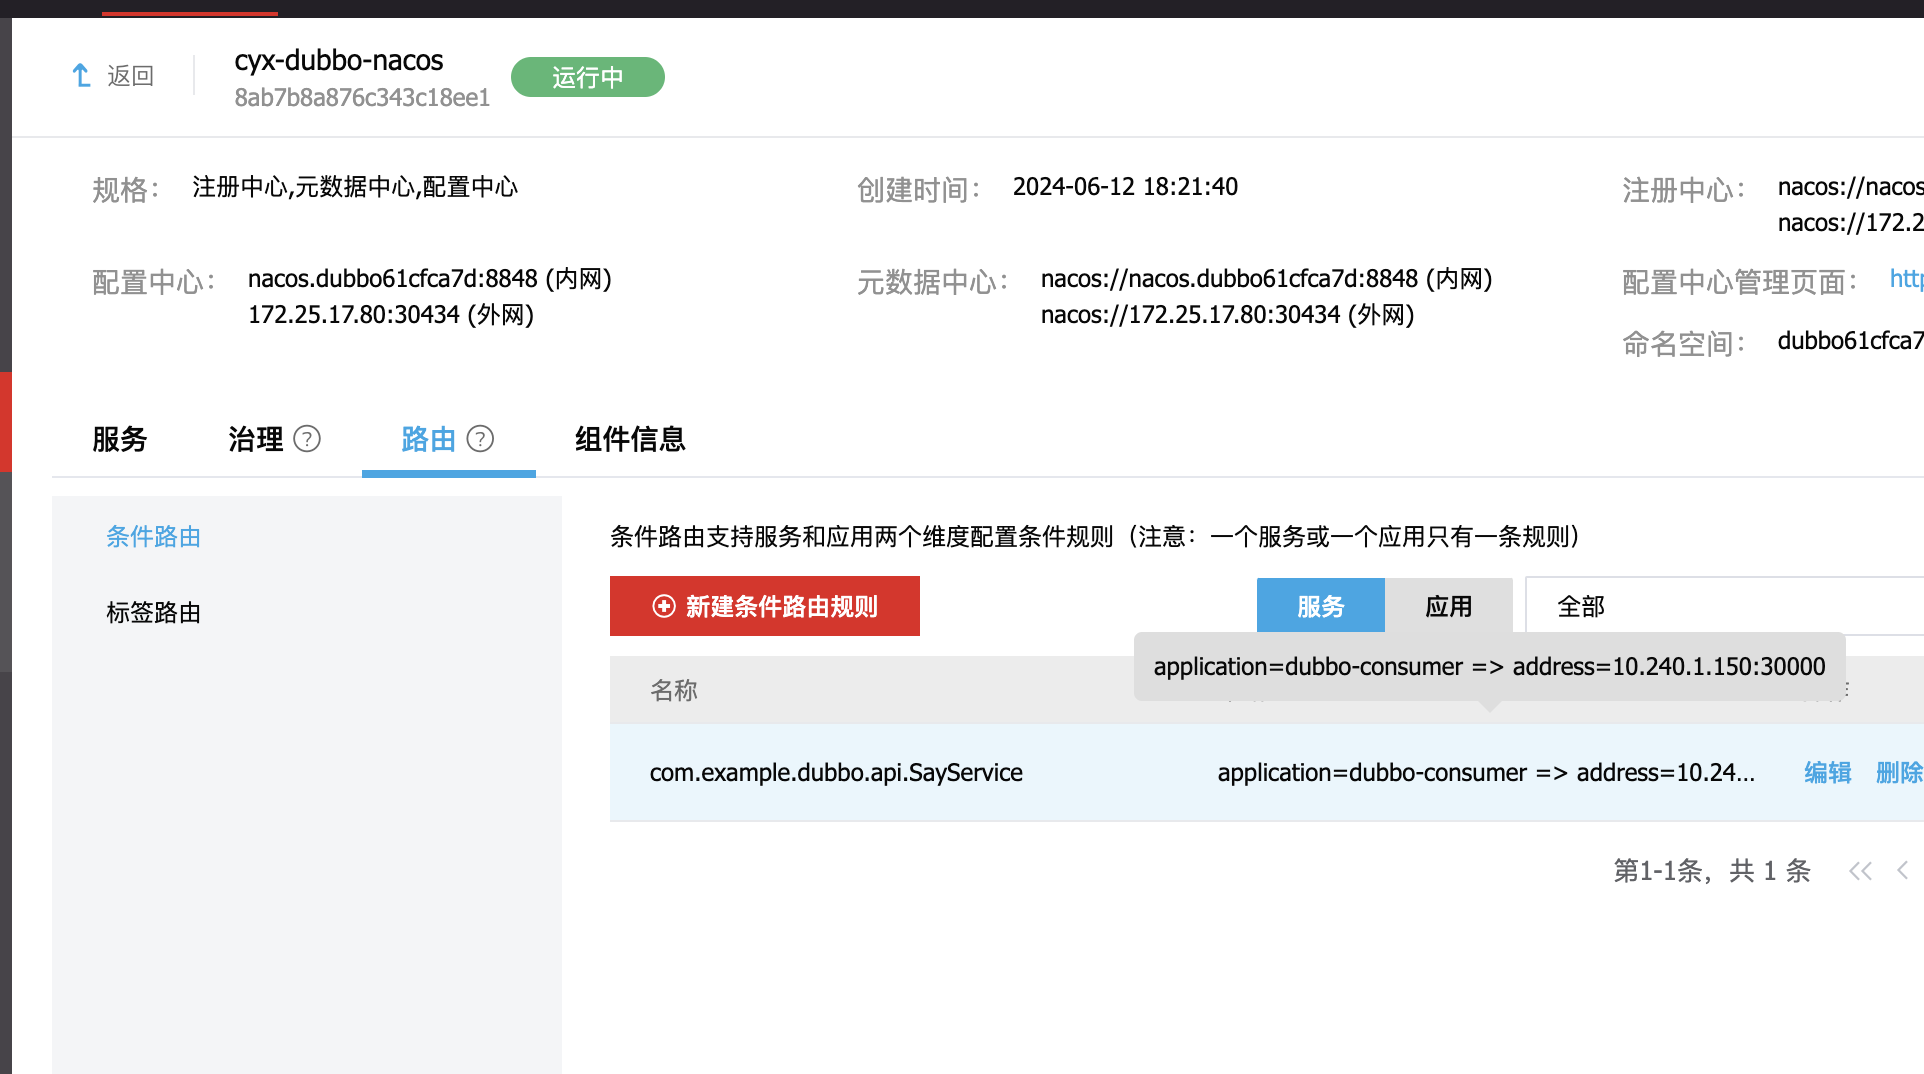 返回
cyx-dubbo-nacos
8ab7b8a876c343c18ee1
运行中
规格：
注册中心,元数据中心,配置中心
创建时间：
2024-06-12 18:21:40
注册中心：
nacos://nacos
nacos://172.2
配置中心：
nacos.dubbo61cfca7d:8848 (内网)
172.25.17.80:30434 (外网)
元数据中心：
nacos://nacos.dubbo61cfca7d:8848 (内网)
nacos://172.25.17.80:30434 (外网)
配置中心管理页面：
http
命名空间：
dubbo61cfca7
服务
治理 ?
路由 ?
组件信息
条件路由
标签路由
条件路由支持服务和应用两个维度配置条件规则（注意：一个服务或一个应用只有一条规则）
新建条件路由规则
服务
应用
全部
application=dubbo-consumer => address=10.240.1.150:30000
名称
com.example.dubbo.api.SayService
application=dubbo-consumer => address=10.24...
编辑
删除
第1-1条，共 1 条